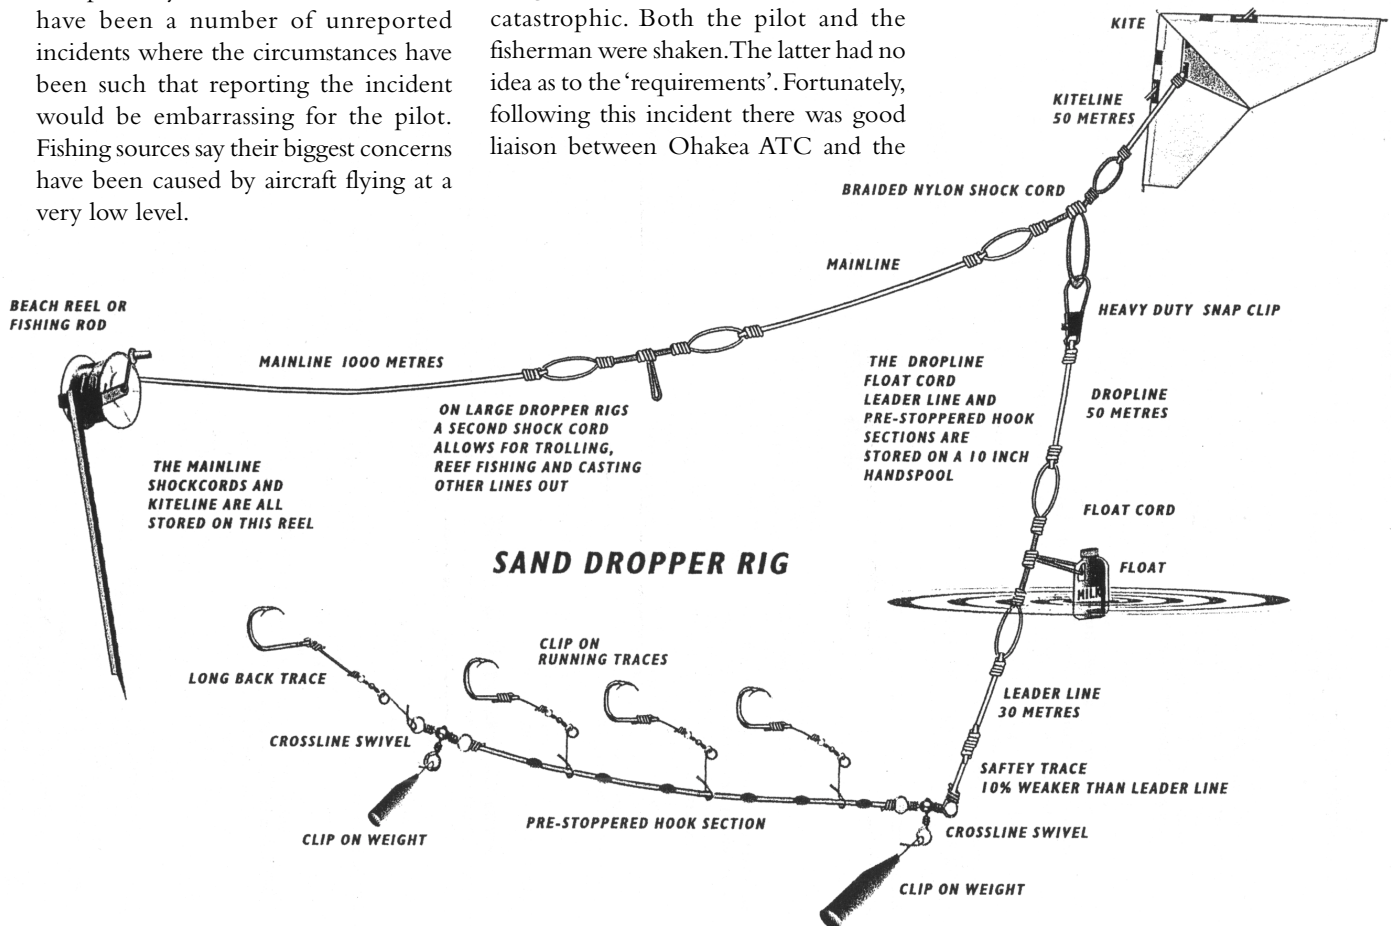 have been a number of unreported
incidents where the circumstances have
been such that reporting the incident
would be embarrassing for the pilot.
Fishing sources say their biggest concerns
have been caused by aircraft flying at a
very low level.
catastrophic. Both the pilot and the
fisherman were shaken. The latter had no
idea as to the ‘requirements’. Fortunately,
following this incident there was good
liaison between Ohakea ATC and the
KITE
KITELINE
50 METRES
BRAIDED NYLON SHOCK CORD
MAINLINE
HEAVY DUTY SNAP CLIP
BEACH REEL OR
FISHING ROD
MAINLINE 1000 METRES
THE DROPLINE
FLOAT CORD
LEADER LINE AND
PRE-STOPPERED HOOK
SECTIONS ARE
STORED ON A 10 INCH
HANDSPOOL
DROPLINE
50 METRES
ON LARGE DROPPER RIGS
A SECOND SHOCK CORD
ALLOWS FOR TROLLING,
REEF FISHING AND CASTING
OTHER LINES OUT
THE MAINLINE
SHOCKCORDS AND
KITELINE ARE ALL
STORED ON THIS REEL
FLOAT CORD
SAND DROPPER RIG
FLOAT
MILK
CLIP ON
RUNNING TRACES
LONG BACK TRACE
LEADER LINE
30 METRES
CROSSLINE SWIVEL
SAFTEY TRACE
10% WEAKER THAN LEADER LINE
CLIP ON WEIGHT
PRE-STOPPERED HOOK SECTION
CROSSLINE SWIVEL
CLIP ON WEIGHT